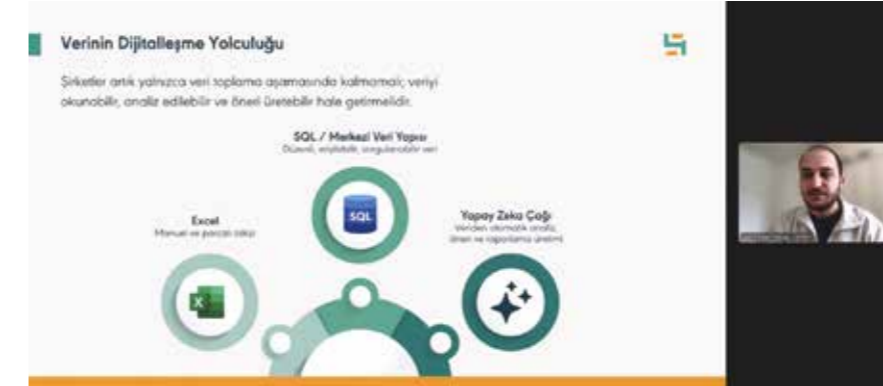 Verinin Dijitalleşme Yolculuğu
Şirketler artık yalnızca veri toplama aşamasında kalmamalı; veriyi
okunabilir, analiz edilebilir ve öneri üretebilir hale getirmelidir.
SQL / Merkezi Veri Yapısı
Düzenli, erişilebilir, sorgulanabilir veri
SQL
Excel
Manuel ve parçalı takip
Yapay Zeka Çağı
Veriden otomatik analiz,
öneri ve raporlama üretimi
X